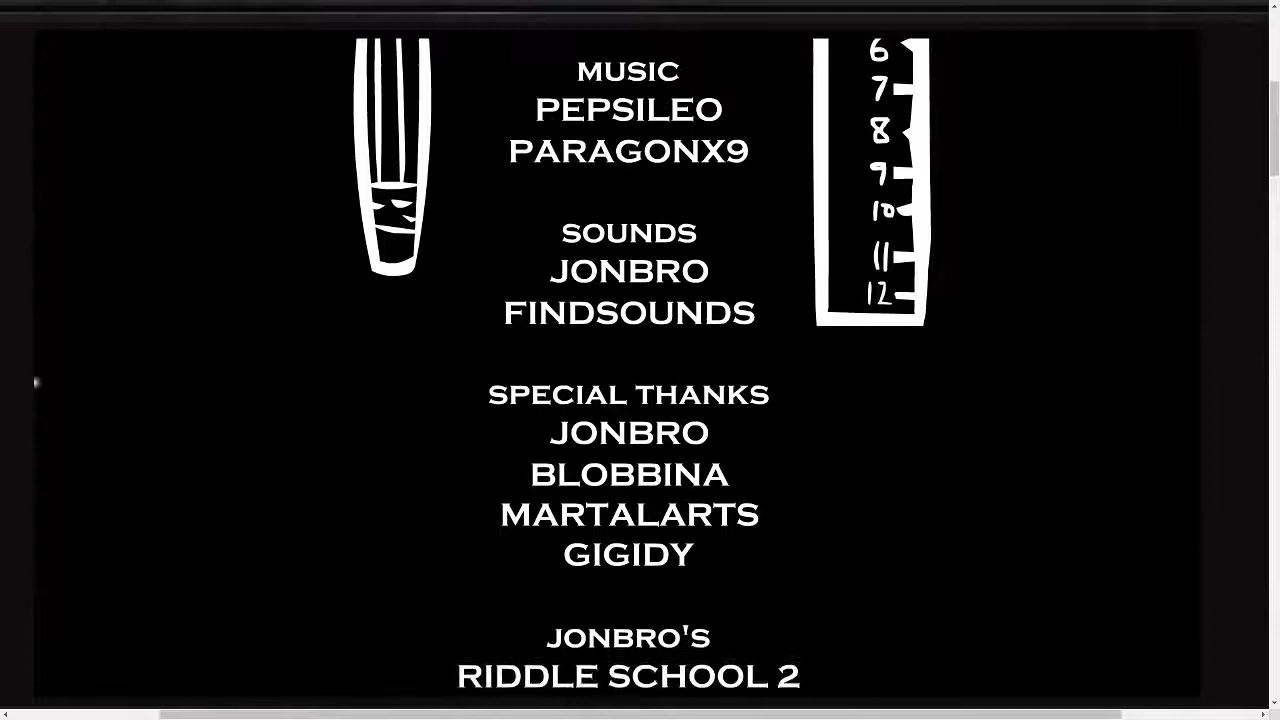 MUSIC
PEPSILEO
PARAGONX9
SOUNDS
JONBRO
FINDSOUNDS
SPECIAL THANKS
JONBRO
BLOBBINA
MARTALARTS
GIGIDY
JONBRO'S
RIDDLE SCHOOL 2
6
7
8
9
10
11
12